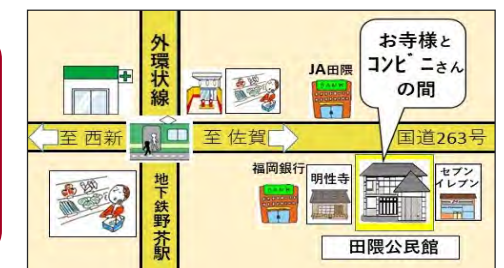 外環状線
JA田隈
お寺様と
コンビニさん
の間
至 西新
至 佐賀
国道263号
地下鉄野芥駅
福岡銀行
明性寺
セブン
イレブン
田隈公民館